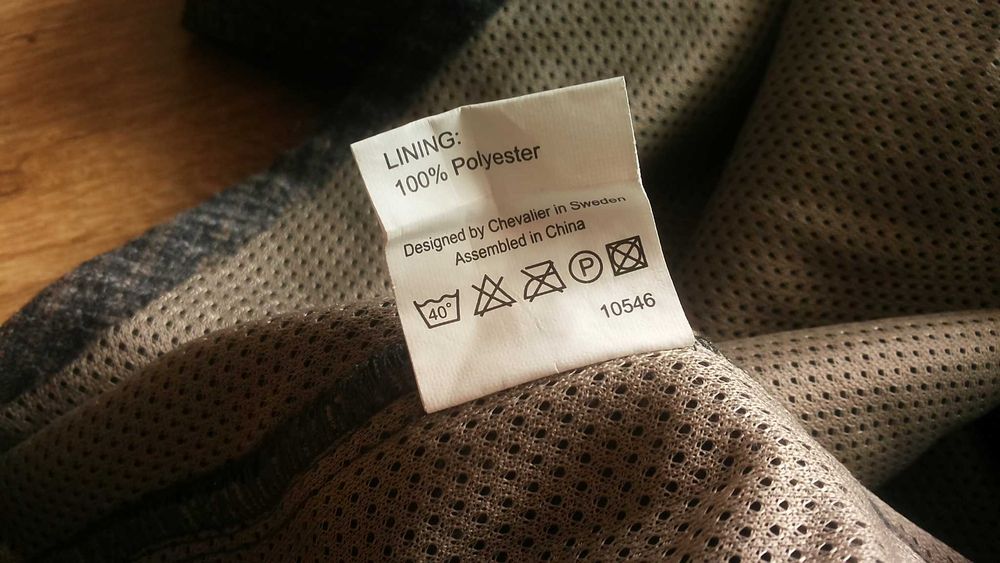 LINING:
100% Polyester
Designed by Chevalier in Sweden
Assembled in China
40° P
10546